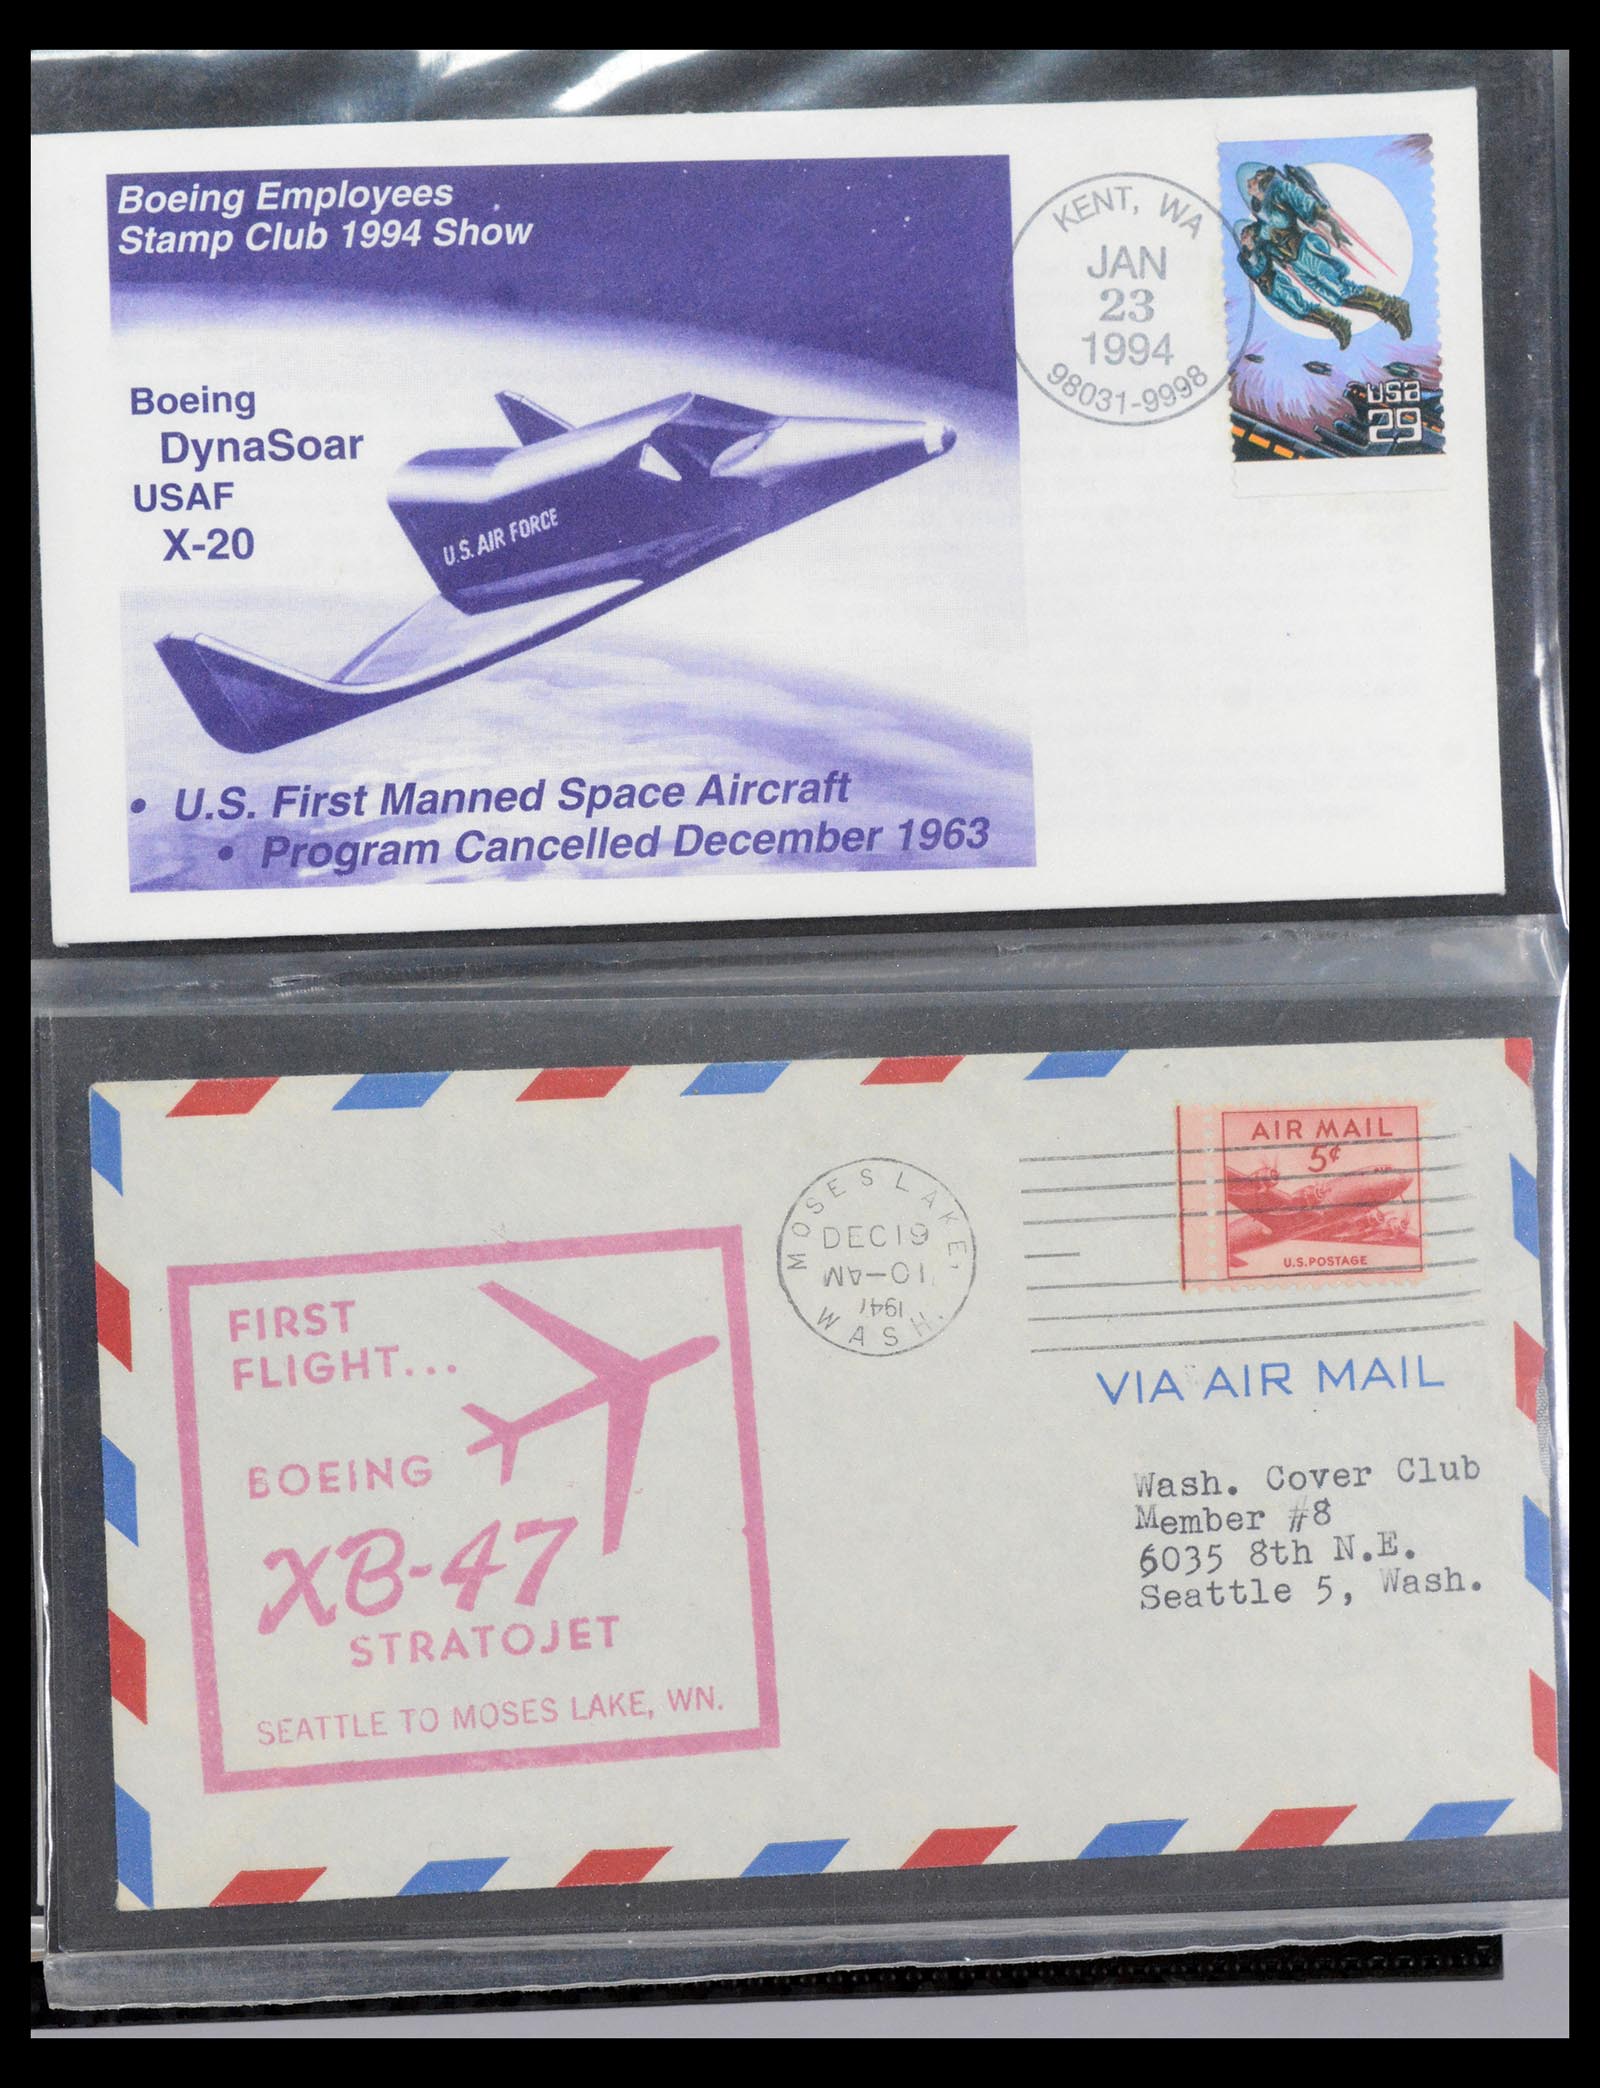 Boeing Employees
Stamp Club 1994 Show
Boeing
DynaSoar
USAF
X-20
U.S. AIR FORCE
• U.S. First Manned Space Aircraft
• Program Cancelled December 1963
KENT, WA
JAN
23
1994
98031-9998
USA
29
AIR MAIL
5¢
U.S. POSTAGE
MOSES LAKE,
DEC 19
10-AM
1947
WASH.
FIRST
FLIGHT...
BOEING
XB-47
STRATOJET
SEATTLE TO MOSES LAKE, WN.
VIA AIR MAIL
Wash. Cover Club
Member #8
6035 8th N.E.
Seattle 5, Wash.